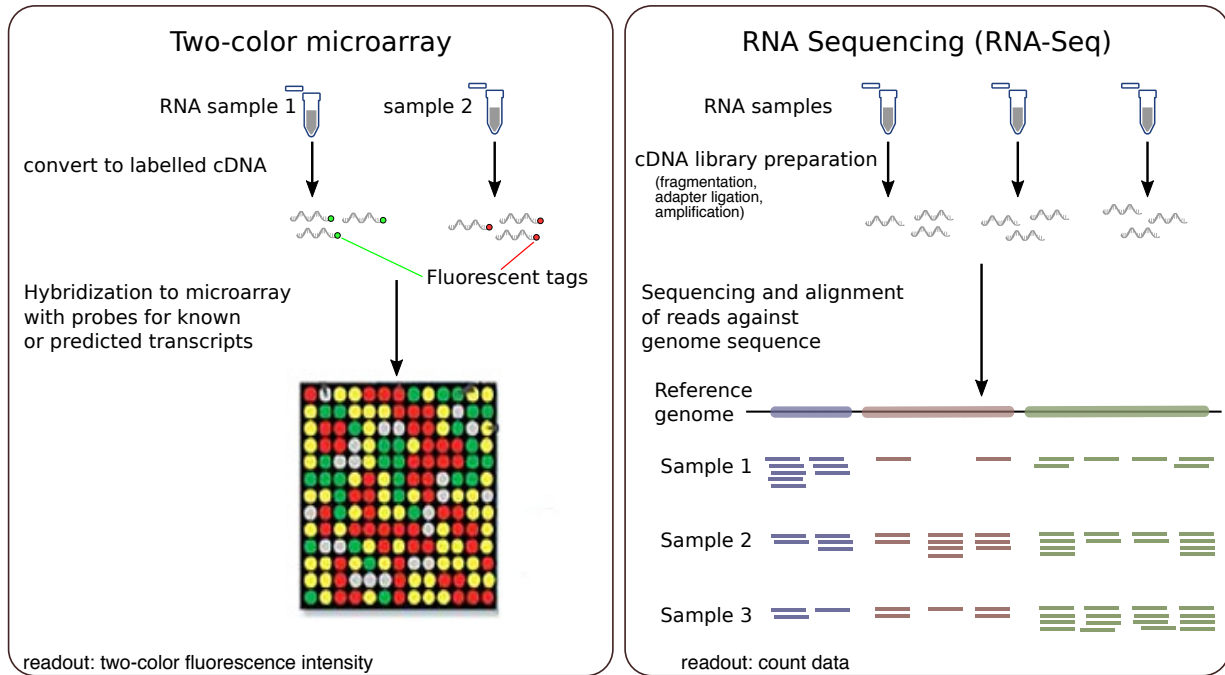 Two-color microarray
RNA sample 1
sample 2
convert to labelled cDNA
Fluorescent tags
Hybridization to microarray
with probes for known
or predicted transcripts
readout: two-color fluorescence intensity
RNA Sequencing (RNA-Seq)
RNA samples
cDNA library preparation
(fragmentation,
adapter ligation,
amplification)
Sequencing and alignment
of reads against
genome sequence
Reference
genome
Sample 1
Sample 2
Sample 3
readout: count data